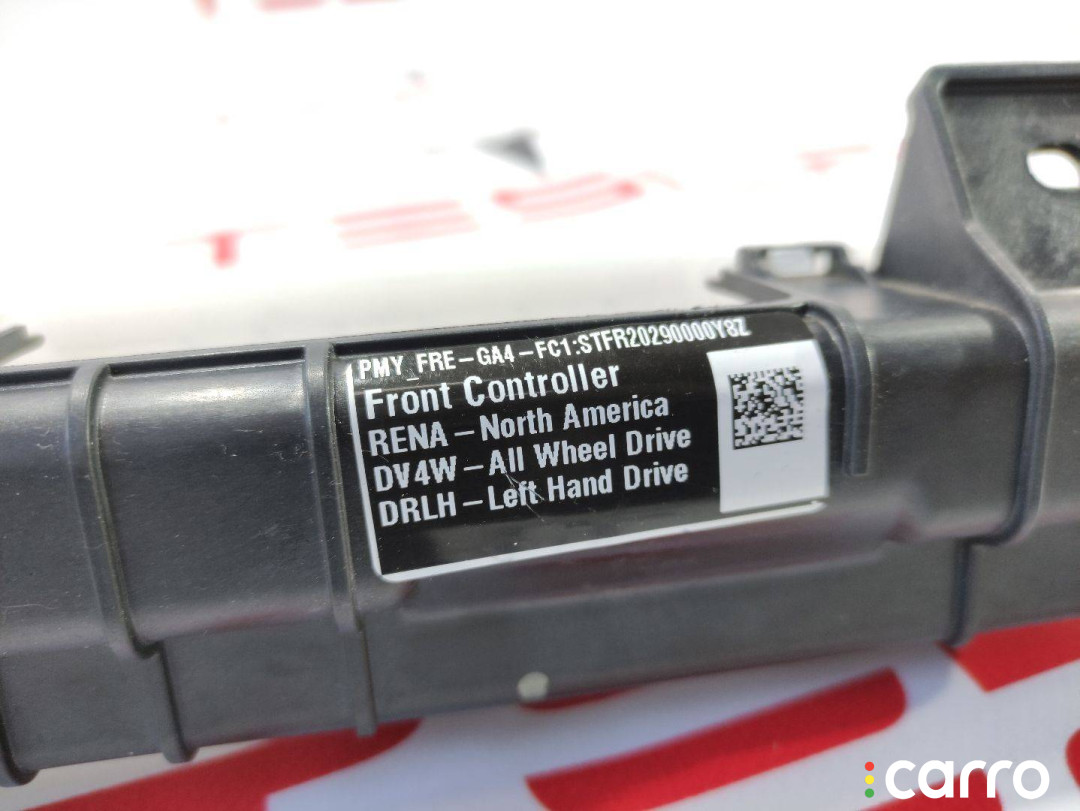 PMY_FRE-GA4-FC1:STFR20290000Y8Z
Front Controller
RENA-North America
DV4W-All Wheel Drive
DRLH-Left Hand Drive
carro